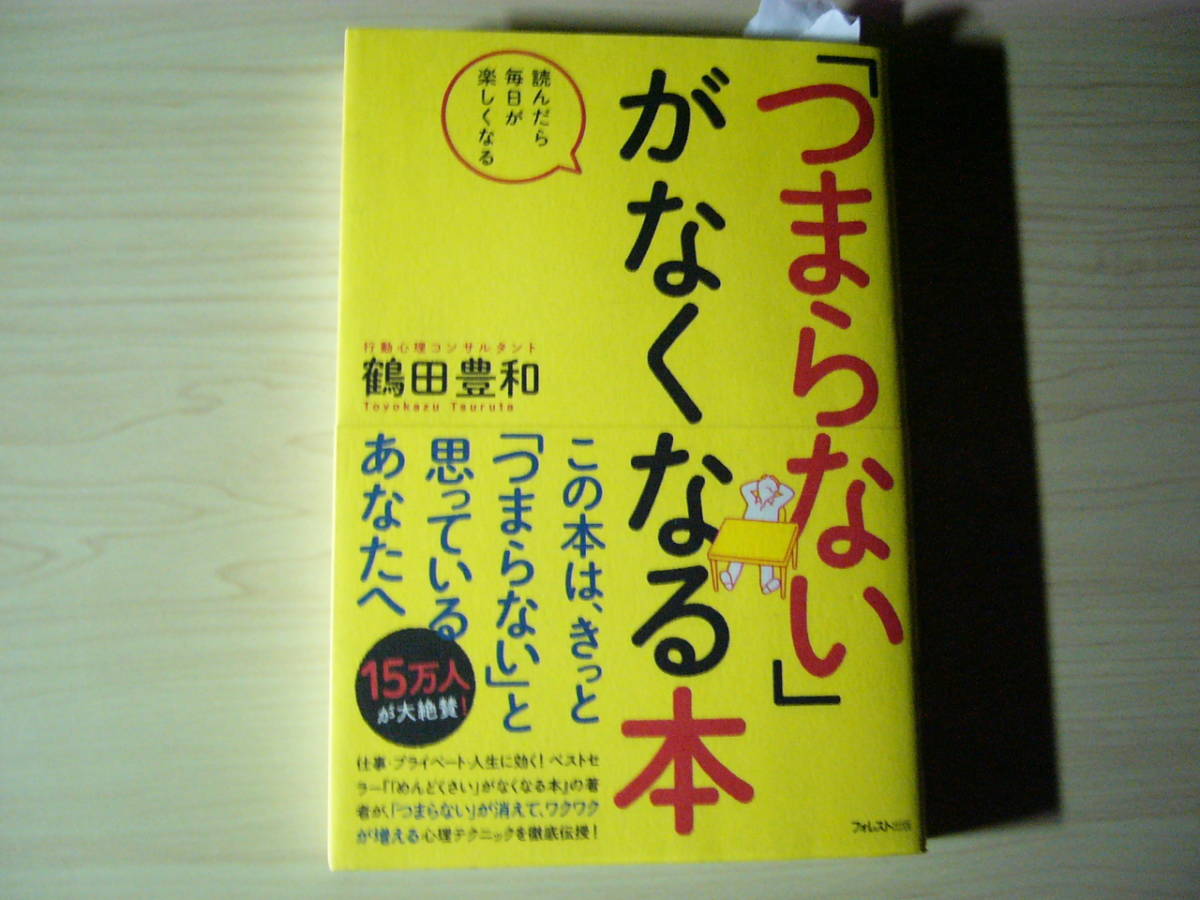 「つまらない」
がなくなる本
読んだら
毎日が
楽しくなる
行動心理コンサルタント
鶴田豊和
Toyokazu Tsuruta
この本は、きっと
「つまらない」と
思っている
あなたへ
15万人
が大絶賛!
仕事・プライベート・人生に効く! ベストセ
ラー『「めんどくさい」がなくなる本』の著
者が、「つまらない」が消えて、ワクワク
が増える心理テクニックを徹底伝授!
フォレスト出版